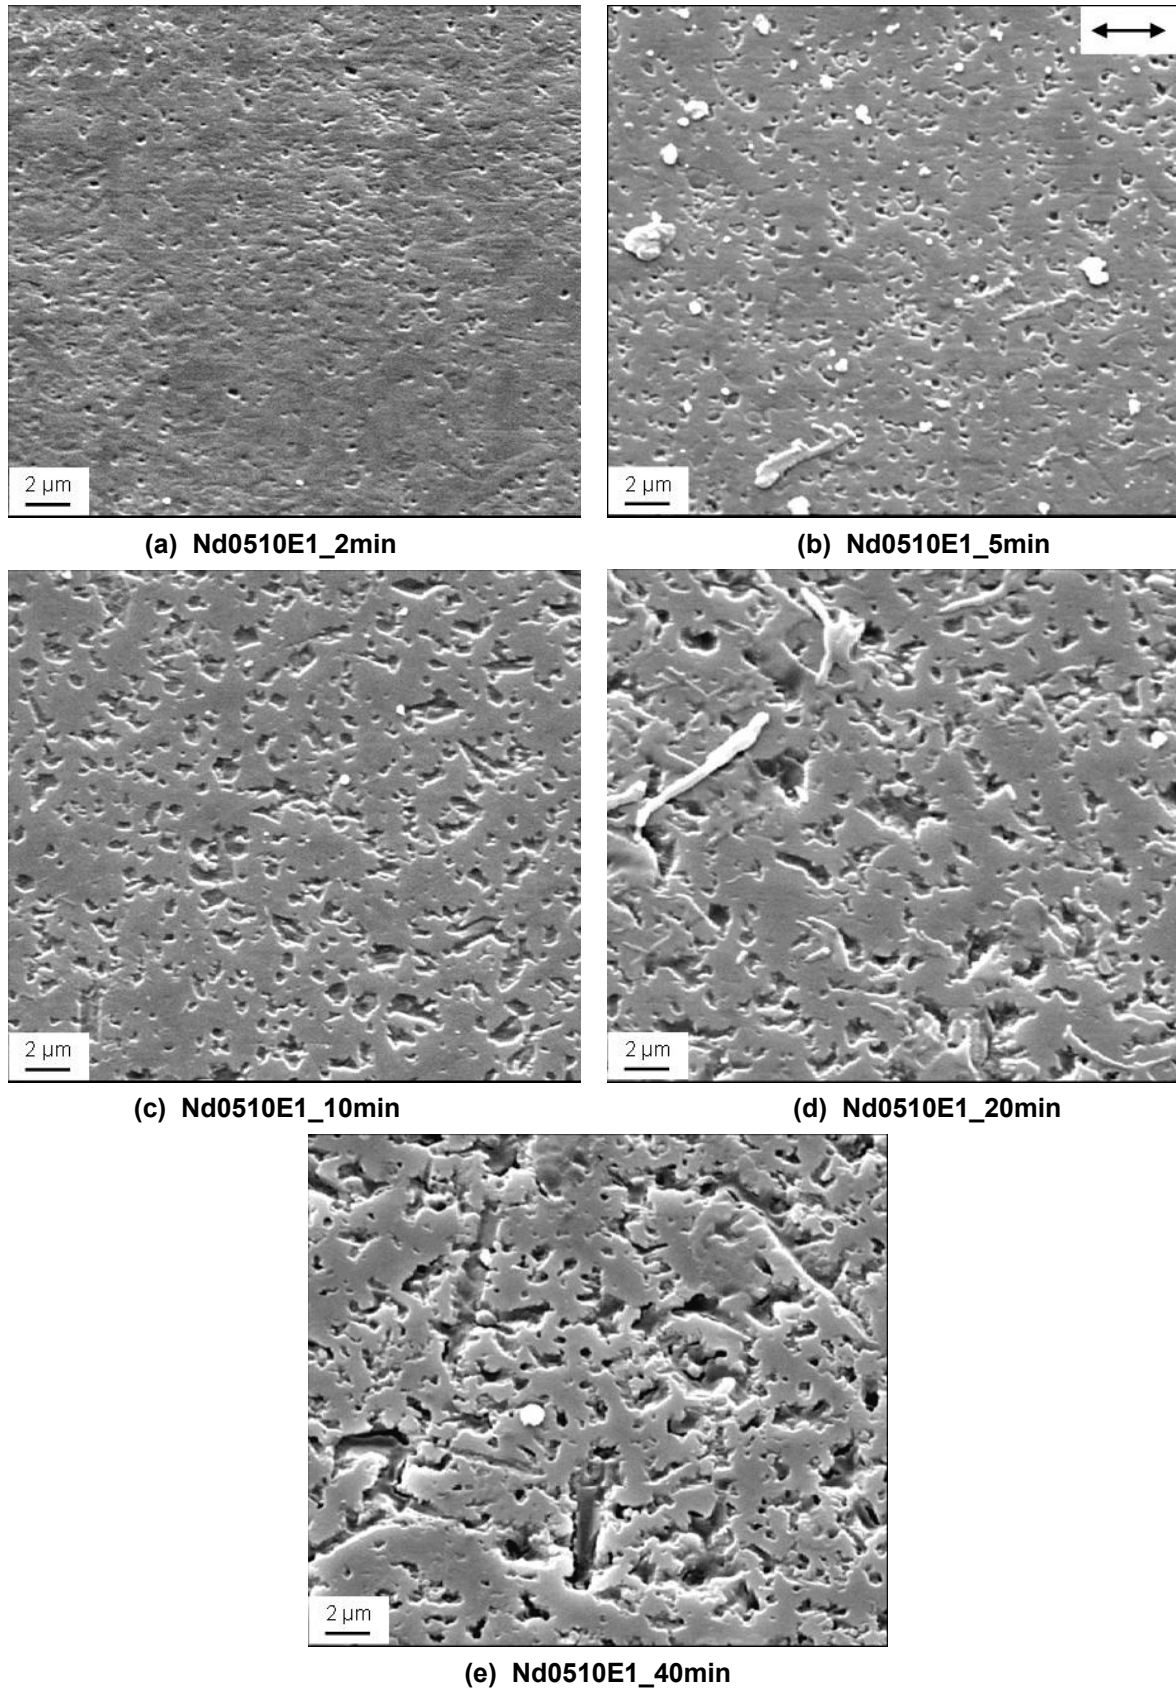 2 µm
2 µm
(a) Nd0510E1_2min
(b) Nd0510E1_5min
2 µm
2 µm
(c) Nd0510E1_10min
(d) Nd0510E1_20min
2 µm
(e) Nd0510E1_40min